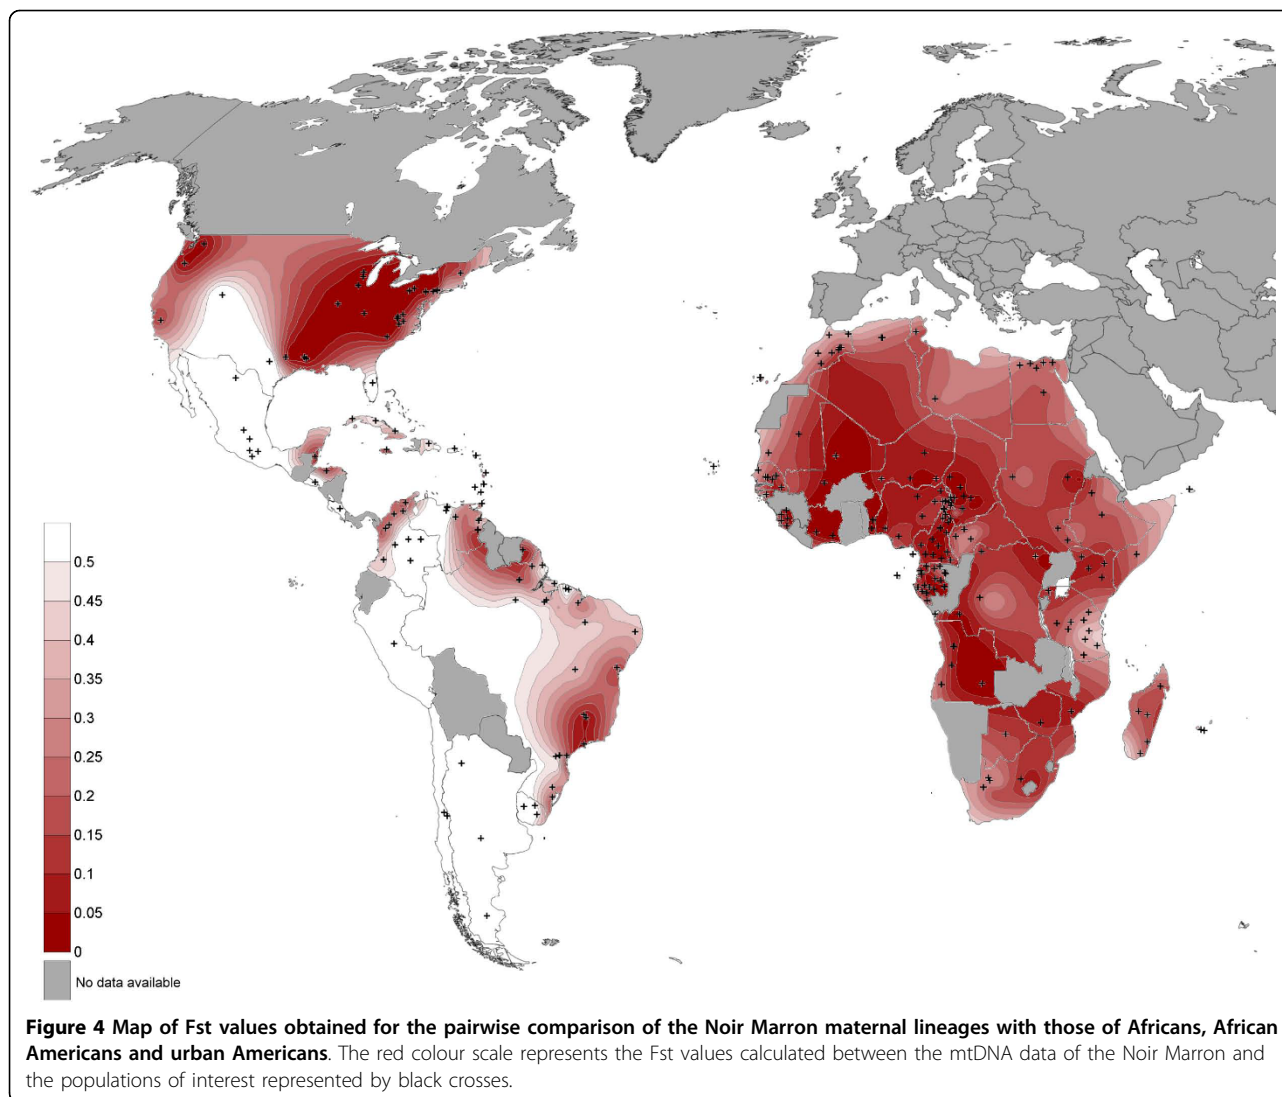 0.5
0.45
0.4
0.35
0.3
0.25
0.2
0.15
0.1
0.05
0
No data available
Figure 4 Map of Fst values obtained for the pairwise comparison of the Noir Marron maternal lineages with those of Africans, African
Americans and urban Americans. The red colour scale represents the Fst values calculated between the mtDNA data of the Noir Marron and
the populations of interest represented by black crosses.